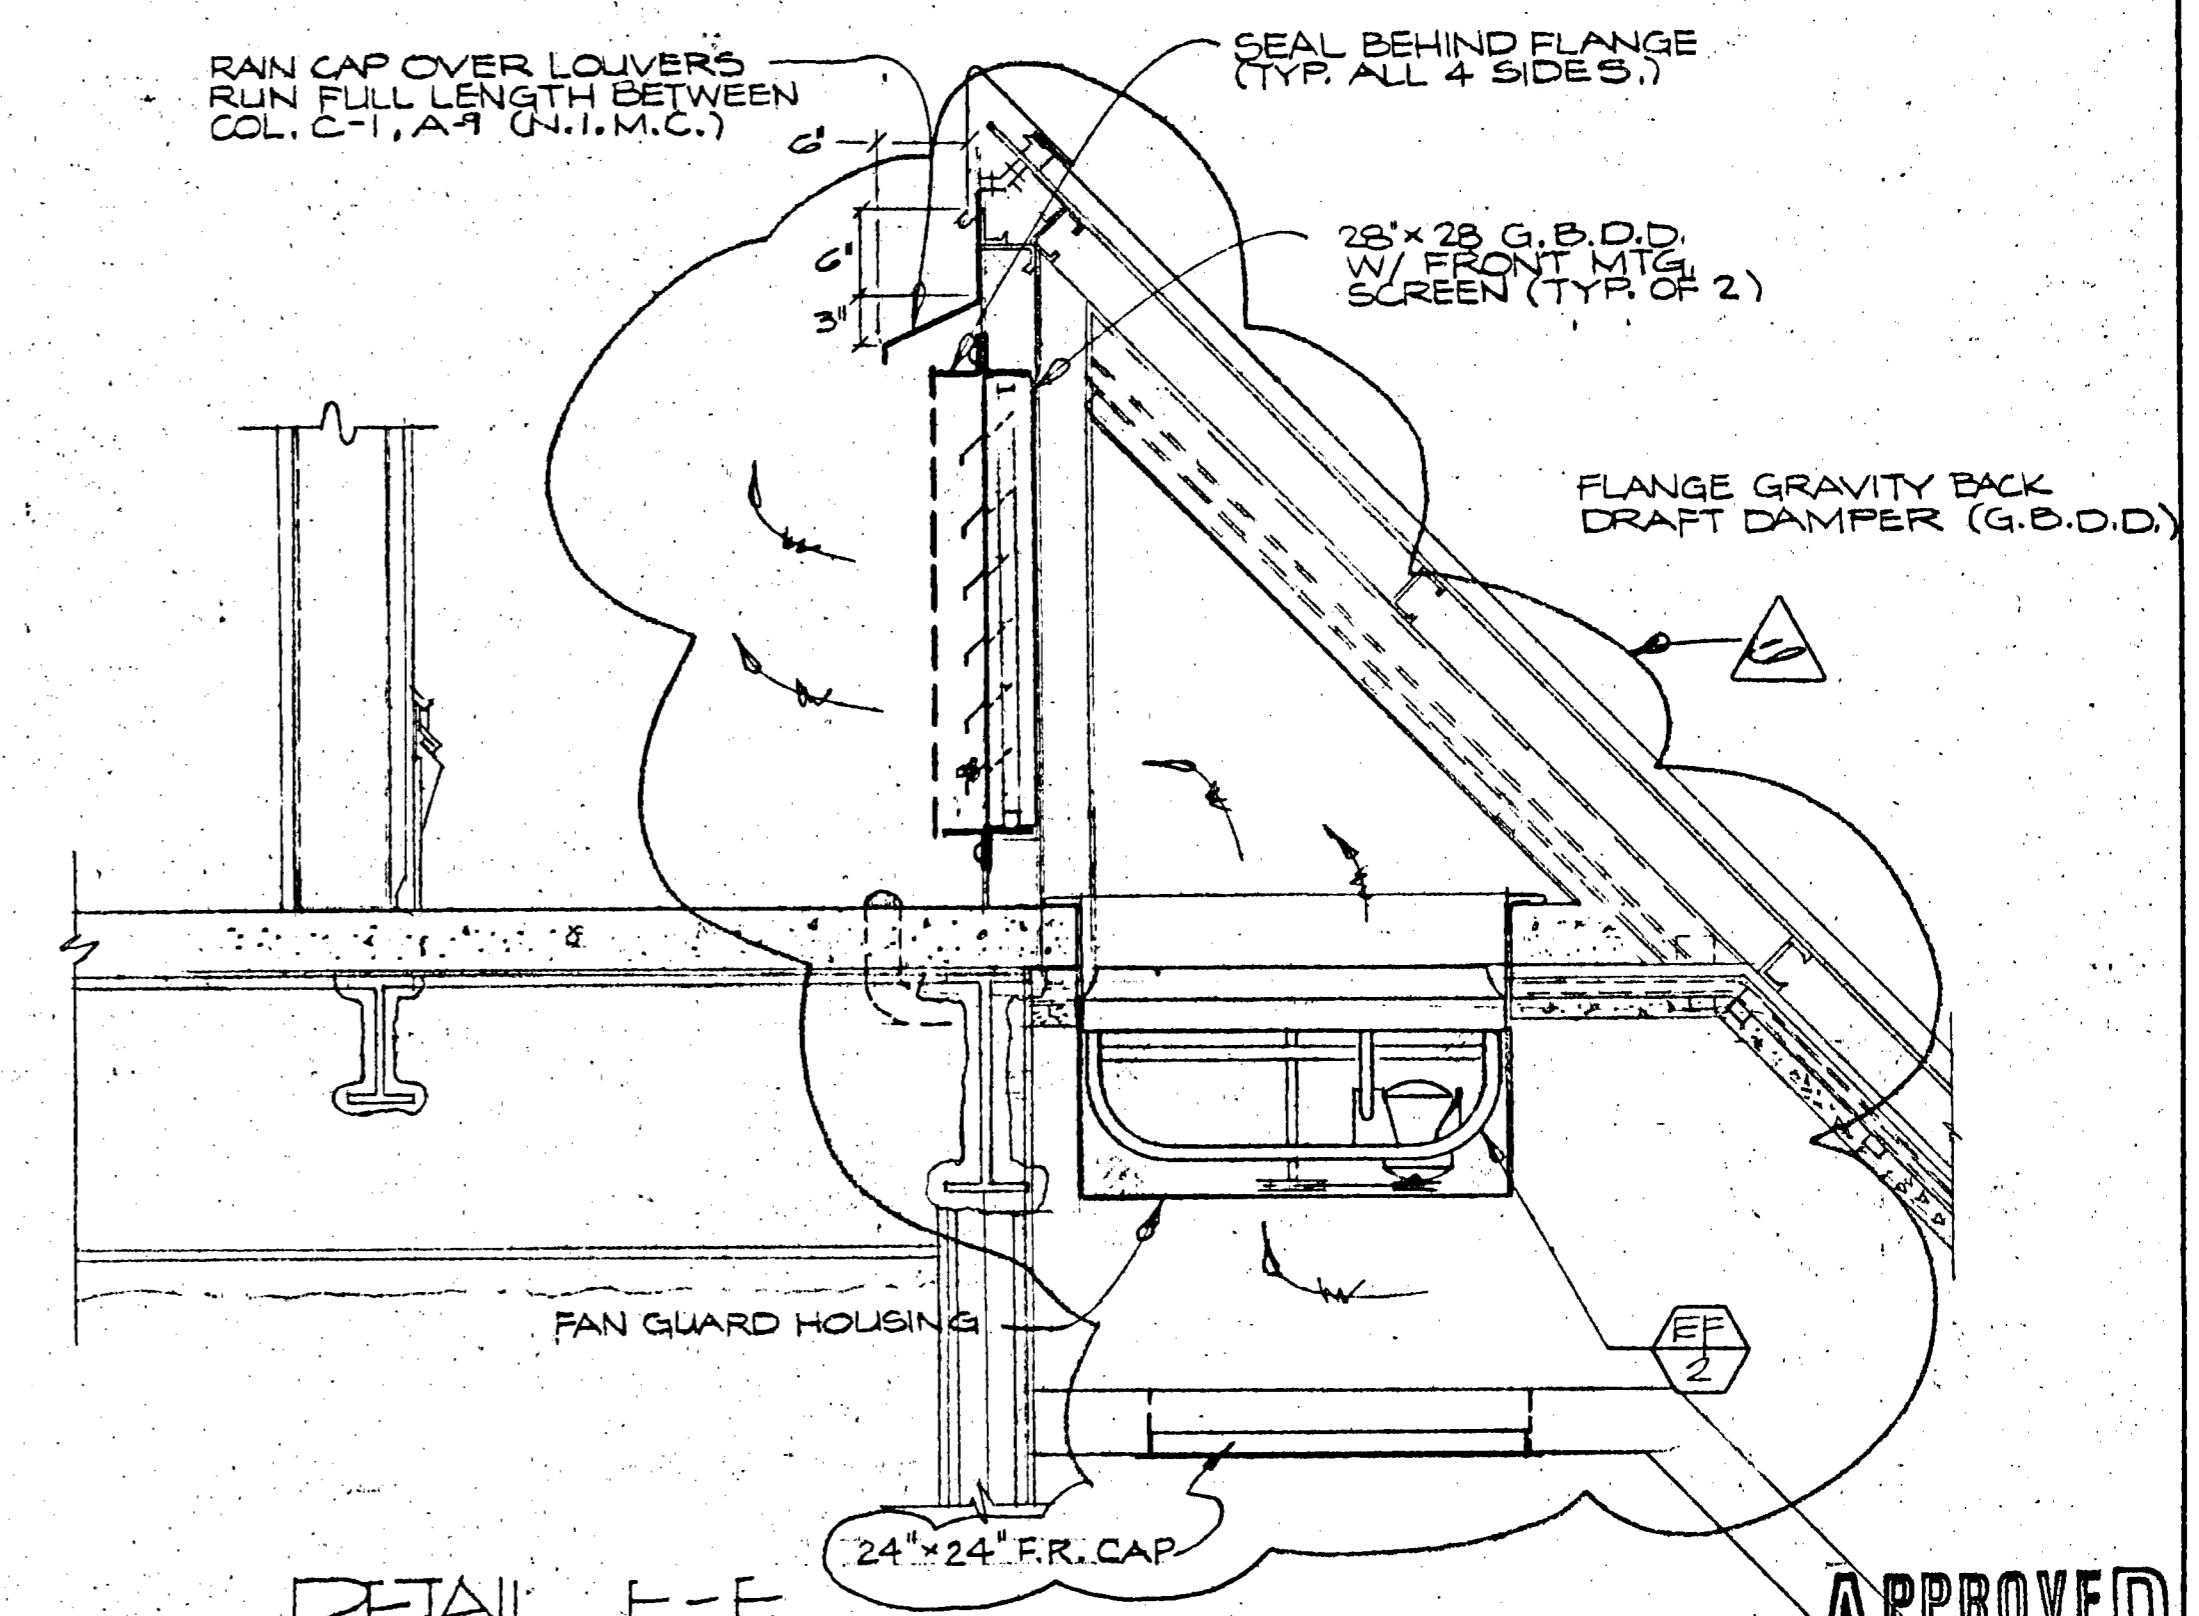 RAIN CAP OVER LOUVERS
RUN FULL LENGTH BETWEEN
COL. C-1, A-9 (N.I.M.C.)
SEAL BEHIND FLANGE
(TYP. ALL 4 SIDES.)
6"
6"
3"
28"x28 G.B.D.D.
W/ FRONT MTG.
SCREEN (TYP. OF 2)
FLANGE GRAVITY BACK
DRAFT DAMPER (G.B.D.D.)
FAN GUARD HOUSING
EF
2
24"x24" F.R. CAP
DETAIL
APPROVED